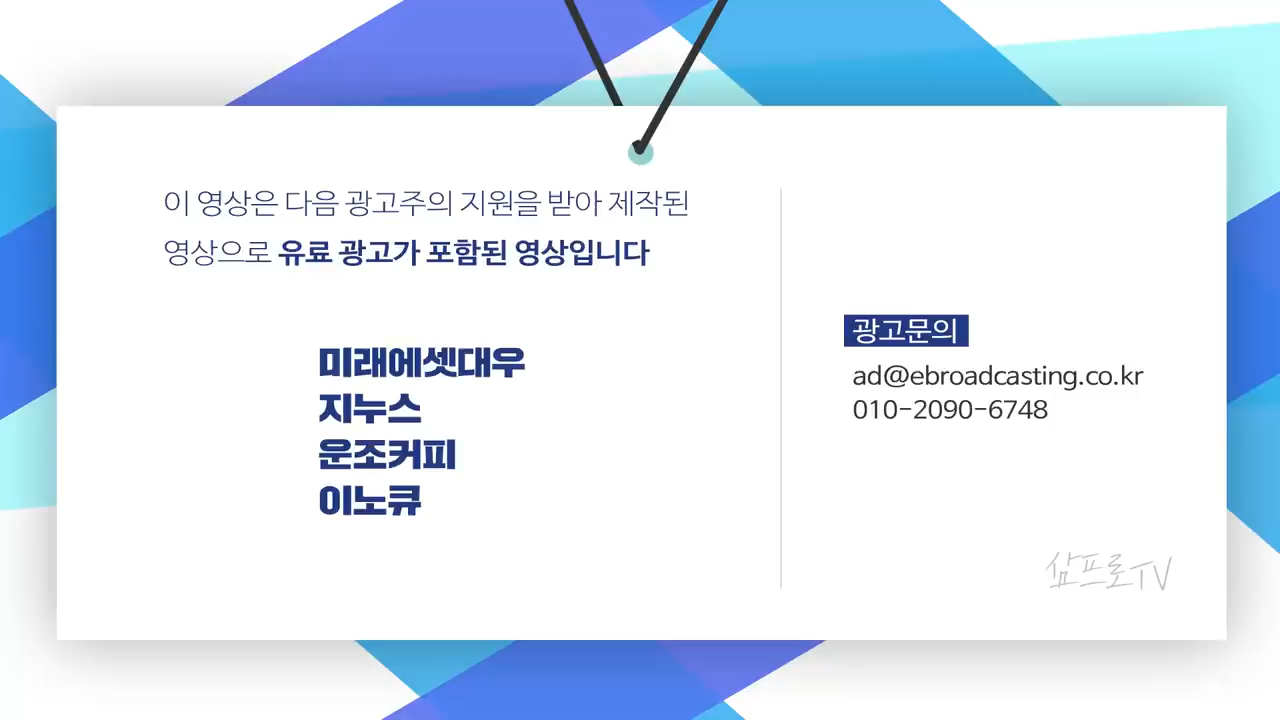 이 영상은 다음 광고주의 지원을 받아 제작된
영상으로 유료 광고가 포함된 영상입니다
미래에셋대우
지누스
운조커피
이노큐
광고문의
ad@ebroadcasting.co.kr
010-2090-6748
삼프로TV